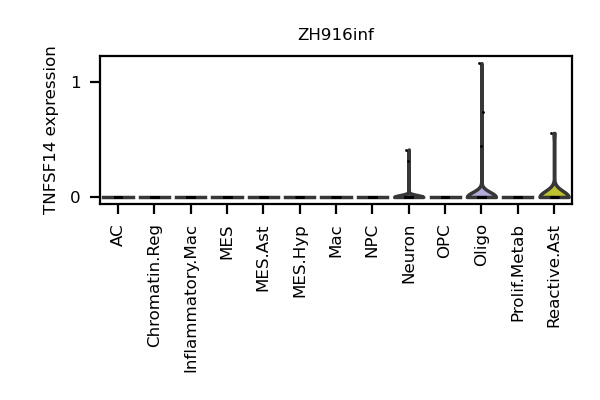 ZH916inf
TNFSF14 expression
1
0
AC
Chromatin.Reg
Inflammatory.Mac
MES
MES.Ast
MES.Hyp
Mac
NPC
Neuron
OPC
Oligo
Prolif.Metab
Reactive.Ast